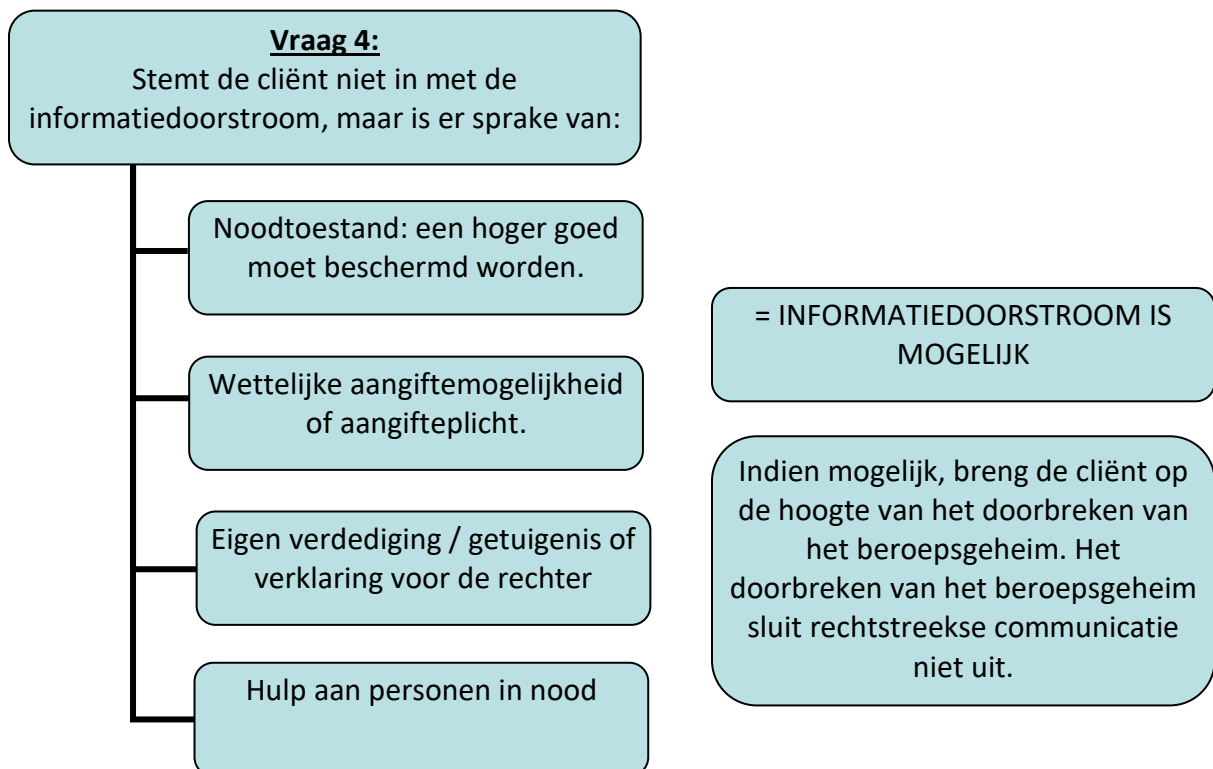 Vraag 4:
Stemt de cliënt niet in met de
informatiedoorstroom, maar is er sprake van:
Noodtoestand: een hoger goed
moet beschermd worden.
Wettelijke aangiftemogelijkheid
of aangifteplicht.
Eigen verdediging / getuigenis of
verklaring voor de rechter
Hulp aan personen in nood
= INFORMATIEDOORSTROOM IS
MOGELIJK
Indien mogelijk, breng de cliënt op
de hoogte van het doorbreken van
het beroepsgeheim. Het
doorbreken van het beroepsgeheim
sluit rechtstreekse communicatie
niet uit.